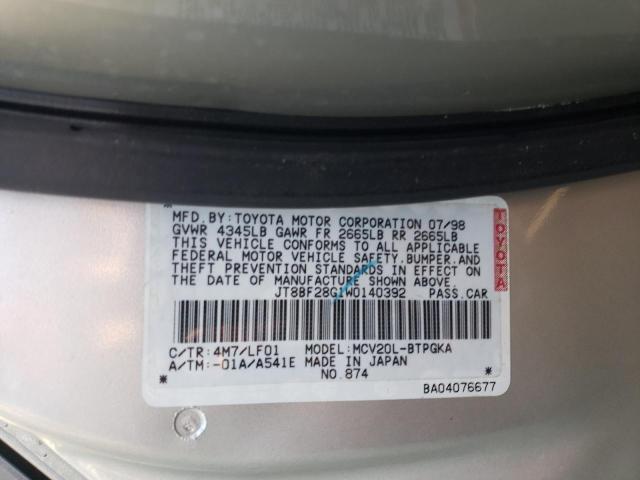 MFD. BY: TOYOTA MOTOR CORPORATION 07/98
GVWR 4345LB GAWR FR 2665LB RR 2665LB
THIS VEHICLE CONFORMS TO ALL APPLICABLE
FEDERAL MOTOR VEHICLE SAFETY, BUMPER, AND
THEFT PREVENTION STANDARDS IN EFFECT ON
THE DATE OF MANUFACTURE SHOWN ABOVE.
JT8BF28G1W0140392 PASS. CAR
C/TR: 4M7/LF01 MODEL: MCV20L-BTPGKA
A/TM: -01A/A541E MADE IN JAPAN
NO. 874
BA04076677
TOYOTA